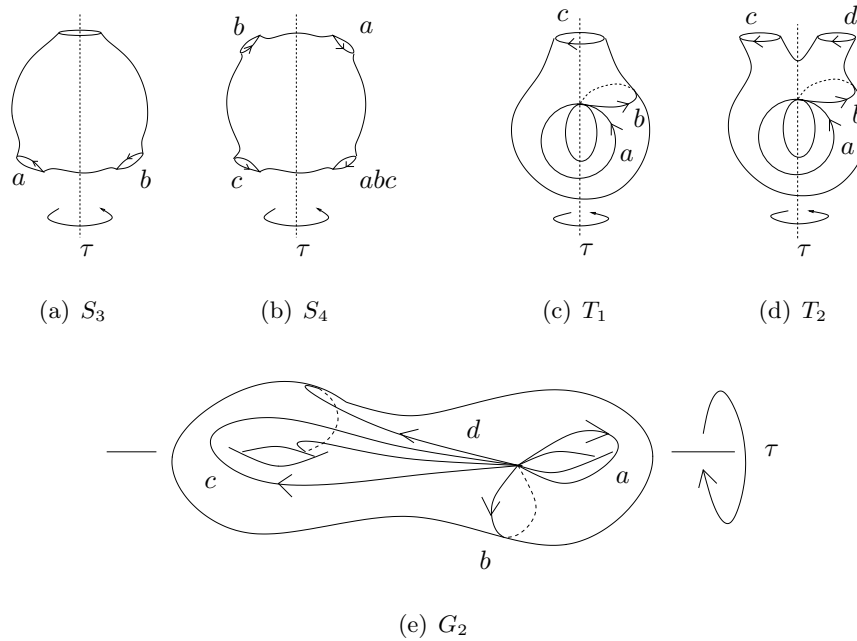 b a c c d
a b c abc b a b a
τ τ τ τ
(a) S₃ (b) S₄ (c) T₁ (d) T₂
d
c a τ
b
(e) G₂